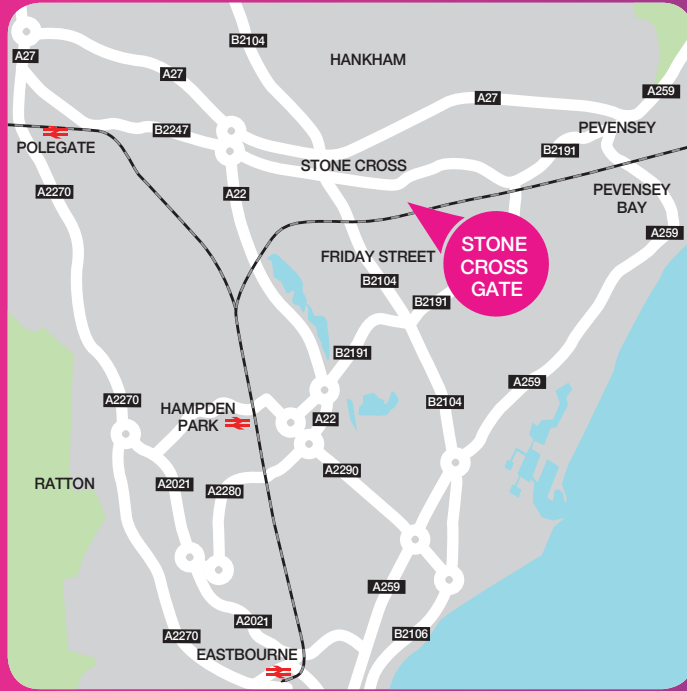 B2104
A27
HANKHAM
A27
A27
A259
B2247
PEVENSEY
POLEGATE
B2191
STONE CROSS
A2270
A22
PEVENSEY
BAY
A259
STONE
CROSS
GATE
FRIDAY STREET
B2104
B2191
B2191
A259
A2270
HAMPDEN
PARK
B2104
A22
RATTON
A2021
A2280
A2290
A259
A2021
A2270
B2106
EASTBOURNE